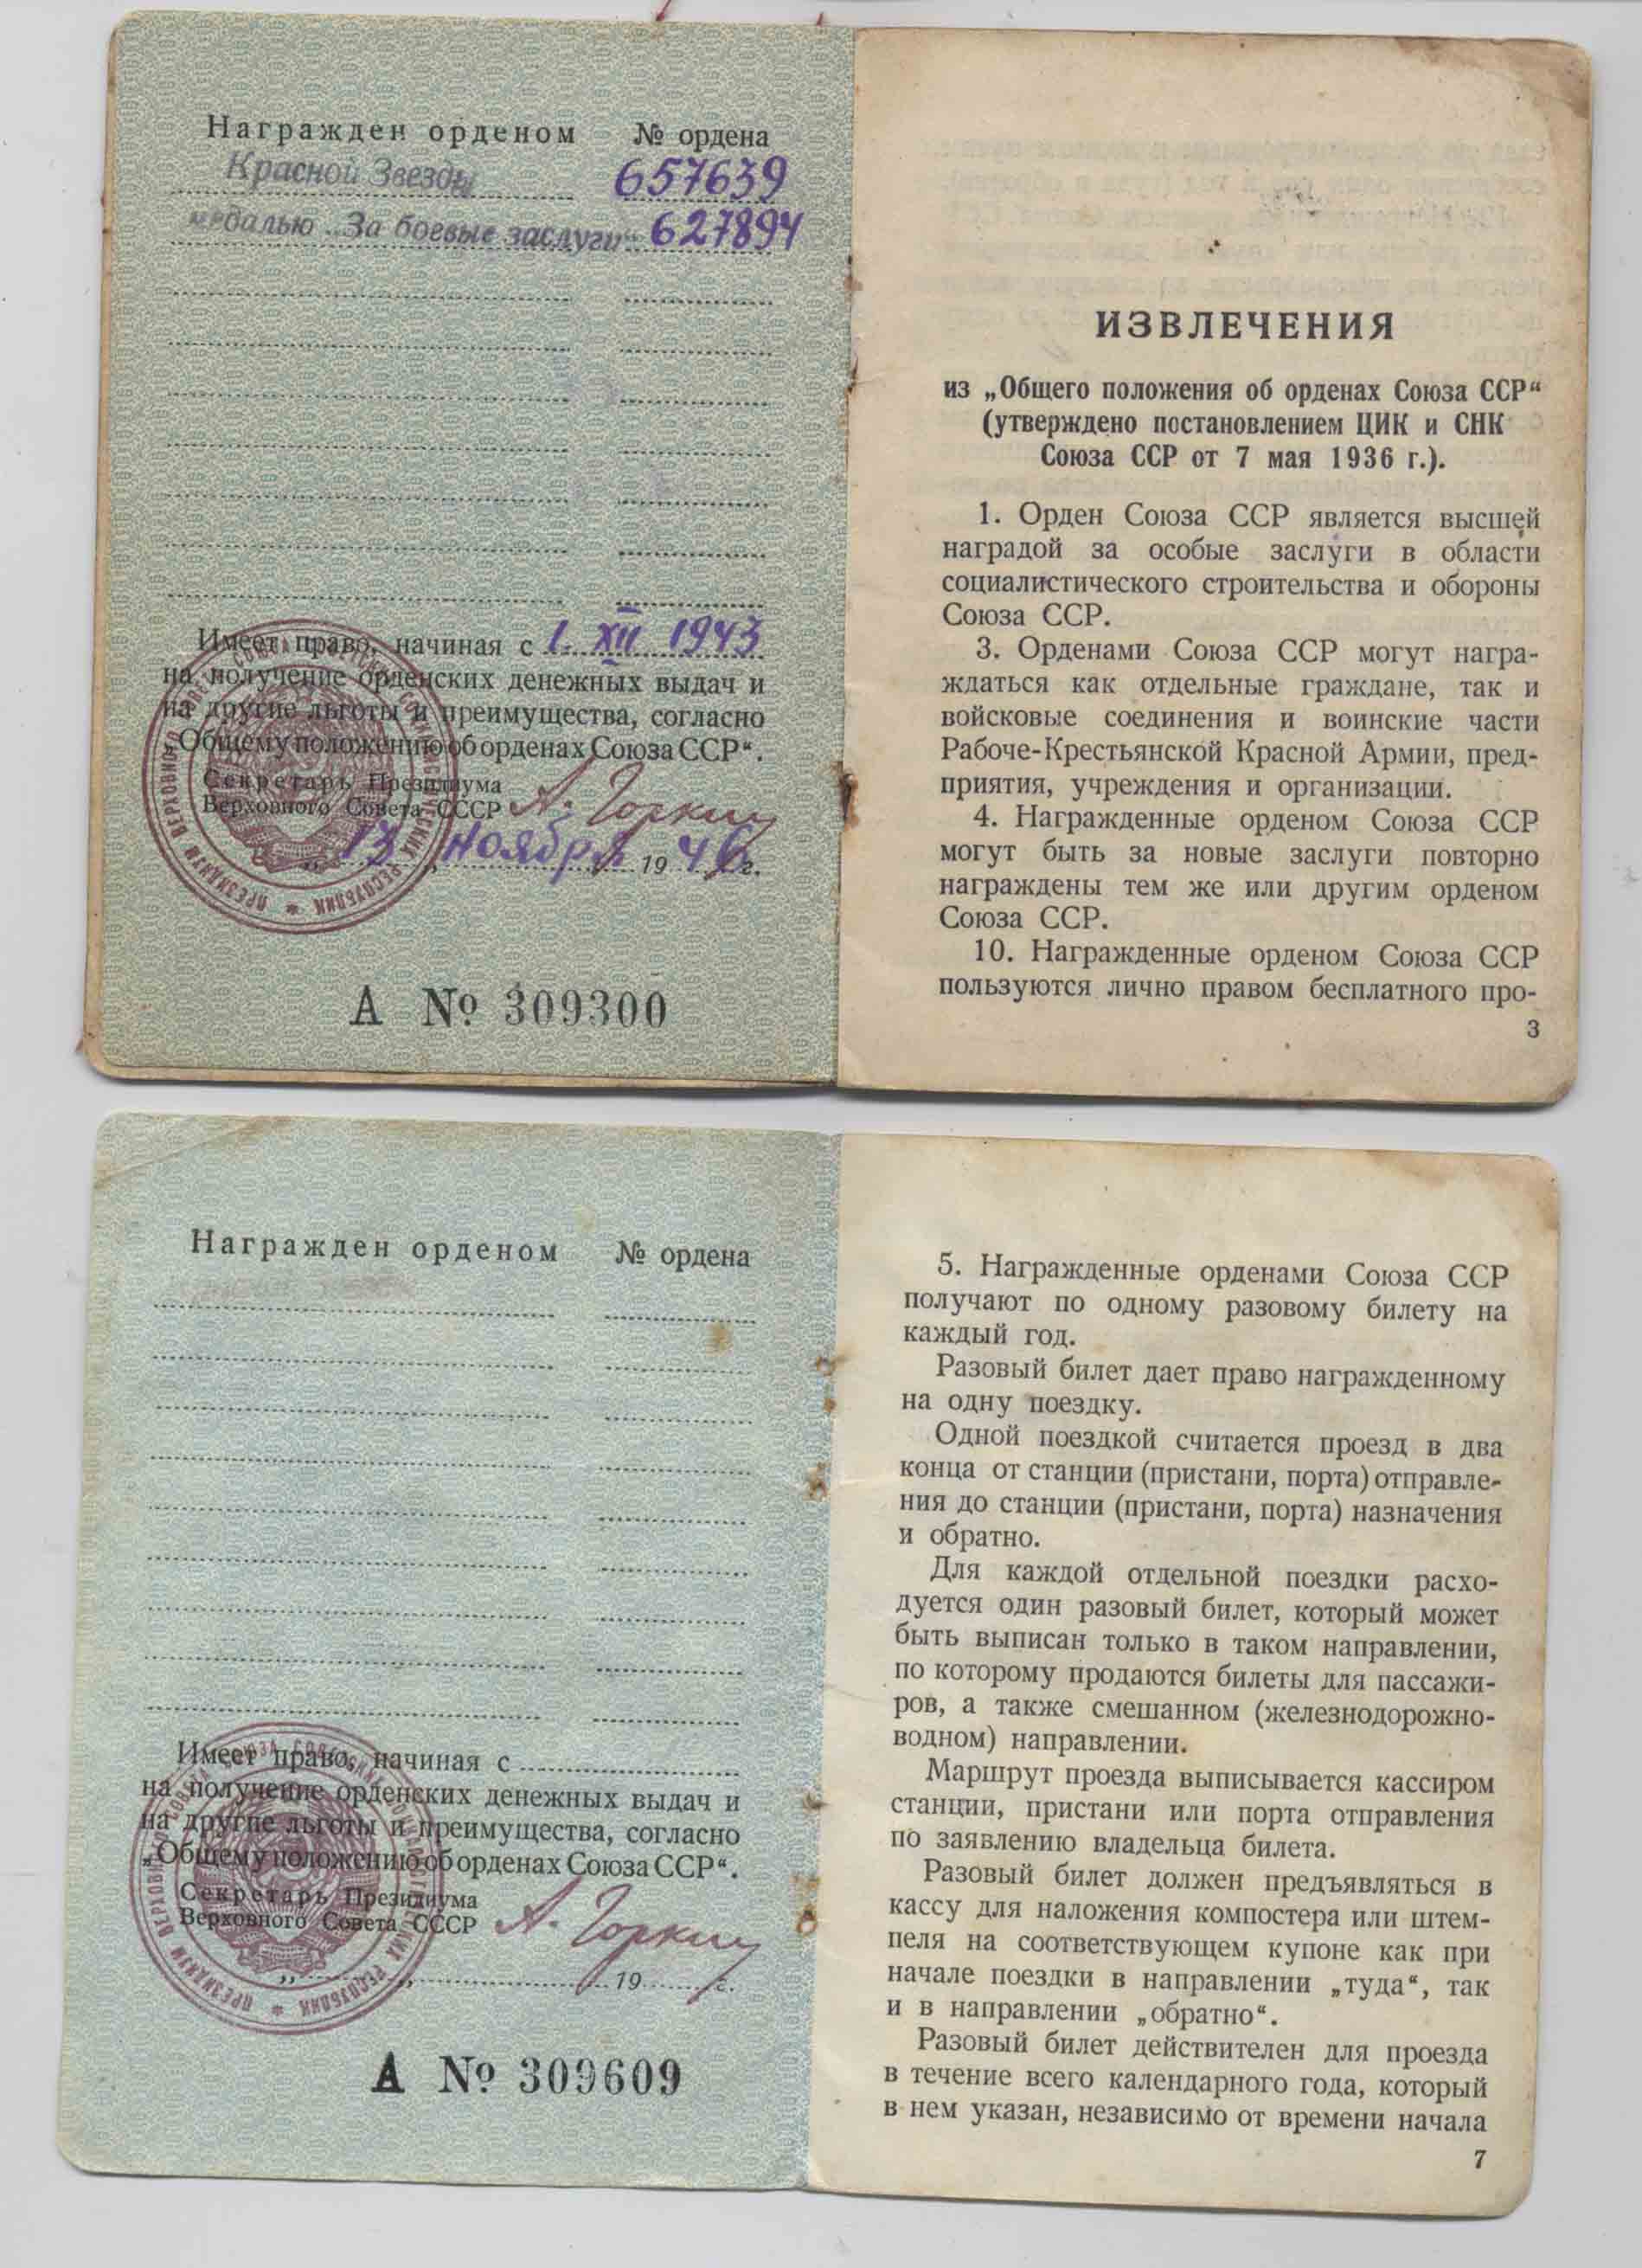 Награжден орденом № ордена
Красной Звезды 657639
медалью „За боевые заслуги“ 627894
Имеет право, начиная с 1. XII 1943
на получение орденских денежных выдач и
на другие льготы и преимущества, согласно
„Общему положению об орденах Союза ССР“.
Секретарь Президиума
Верховного Совета СССР А. Горкин
„13“ ноября 1946 г.
А № 309300
ИЗВЛЕЧЕНИЯ
из „Общего положения об орденах Союза ССР“
(утверждено постановлением ЦИК и СНК
Союза ССР от 7 мая 1936 г.).
1. Орден Союза ССР является высшей
наградой за особые заслуги в области
социалистического строительства и обороны
Союза ССР.
3. Орденами Союза ССР могут награ-
ждаться как отдельные граждане, так и
войсковые соединения и воинские части
Рабоче-Крестьянской Красной Армии, пред-
приятия, учреждения и организации.
4. Награжденные орденом Союза ССР
могут быть за новые заслуги повторно
награждены тем же или другим орденом
Союза ССР.
10. Награжденные орденом Союза ССР
пользуются лично правом бесплатного про-
3
Награжден орденом № ордена
Имеет право, начиная с
на получение орденских денежных выдач и
на другие льготы и преимущества, согласно
„Общему положению об орденах Союза ССР“.
Секретарь Президиума
Верховного Совета СССР А. Горкин
„ “ 19 г.
А № 309609
5. Награжденные орденами Союза ССР
получают по одному разовому билету на
каждый год.
Разовый билет дает право награжденному
на одну поездку.
Одной поездкой считается проезд в два
конца от станции (пристани, порта) отправле-
ния до станции (пристани, порта) назначения
и обратно.
Для каждой отдельной поездки расхо-
дуется один разовый билет, который может
быть выписан только в таком направлении,
по которому продаются билеты для пассажи-
ров, а также смешанном (железнодорожно-
водном) направлении.
Маршрут проезда выписывается кассиром
станции, пристани или порта отправления
по заявлению владельца билета.
Разовый билет должен предъявляться в
кассу для наложения компостера или штем-
пеля на соответствующем купоне как при
начале поездки в направлении „туда“, так
и в направлении „обратно“.
Разовый билет действителен для проезда
в течение всего календарного года, который
в нем указан, независимо от времени начала
7